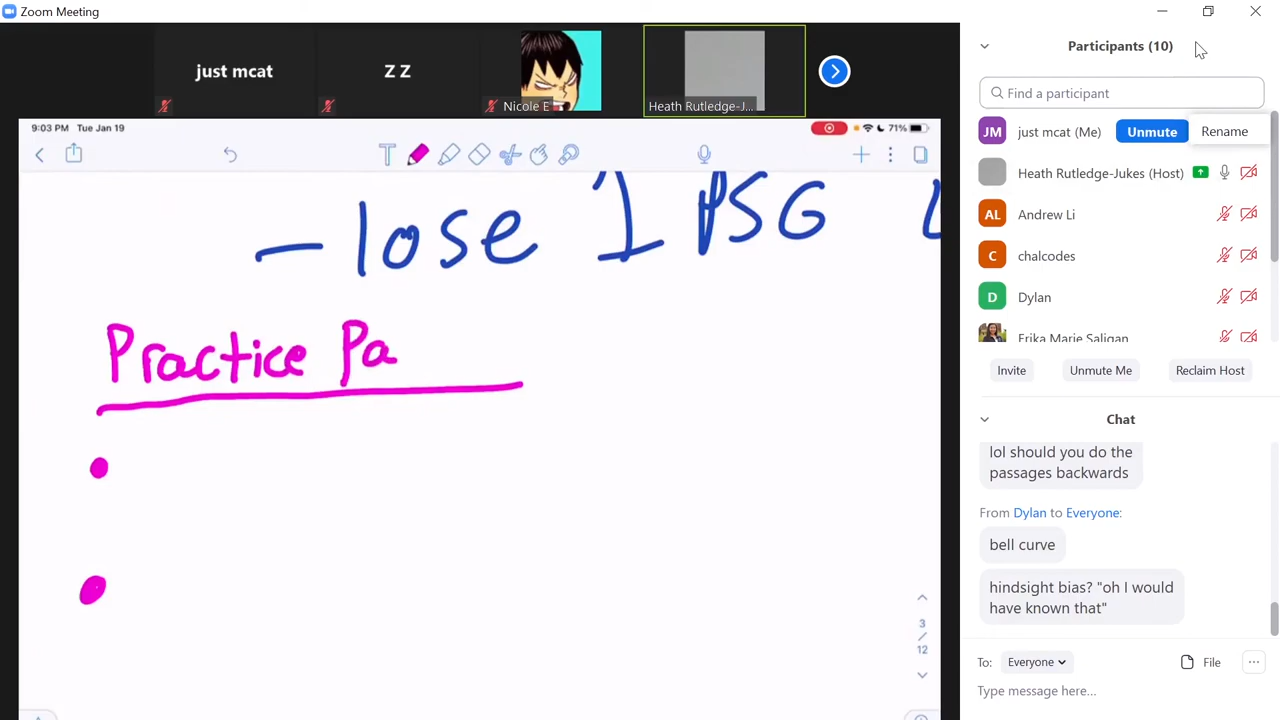 Zoom Meeting
just mcat
Z Z
Nicole E
Heath Rutledge-J...
9:03 PM Tue Jan 19
71%
T
– lose 1 PSG
Practice Pa
3
/
12
Participants (10)
Find a participant
JM just mcat (Me) Unmute Rename
Heath Rutledge-Jukes (Host)
AL Andrew Li
C chalcodes
D Dylan
Erika Marie Saligan
Invite Unmute Me Reclaim Host
Chat
lol should you do the
passages backwards
From Dylan to Everyone:
bell curve
hindsight bias? "oh I would
have known that"
To: Everyone File ...
Type message here...